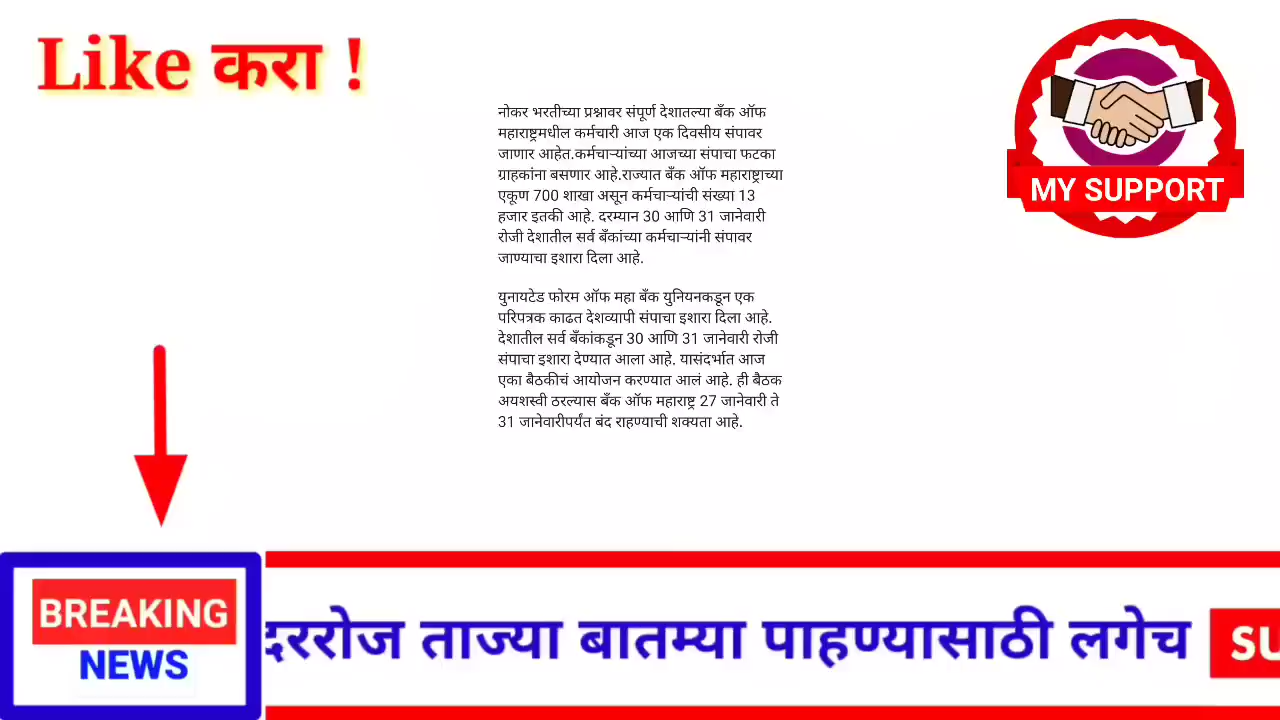 Like करा !
MY SUPPORT
नोकर भरतीच्या प्रश्नावर संपूर्ण देशातल्या बँक ऑफ
महाराष्ट्रमधील कर्मचारी आज एक दिवसीय संपावर
जाणार आहेत.कर्मचाऱ्यांच्या आजच्या संपाचा फटका
ग्राहकांना बसणार आहे.राज्यात बँक ऑफ महाराष्ट्राच्या
एकूण 700 शाखा असून कर्मचाऱ्यांची संख्या 13
हजार इतकी आहे. दरम्यान 30 आणि 31 जानेवारी
रोजी देशातील सर्व बँकांच्या कर्मचाऱ्यांनी संपावर
जाण्याचा इशारा दिला आहे.
युनायटेड फोरम ऑफ महा बँक युनियनकडून एक
परिपत्रक काढत देशव्यापी संपाचा इशारा दिला आहे.
देशातील सर्व बँकांकडून 30 आणि 31 जानेवारी रोजी
संपाचा इशारा देण्यात आला आहे. यासंदर्भात आज
एका बैठकीचं आयोजन करण्यात आलं आहे. ही बैठक
अयशस्वी ठरल्यास बँक ऑफ महाराष्ट्र 27 जानेवारी ते
31 जानेवारीपर्यंत बंद राहण्याची शक्यता आहे.
BREAKING
NEWS
दररोज ताज्या बातम्या पाहण्यासाठी लगेच SU